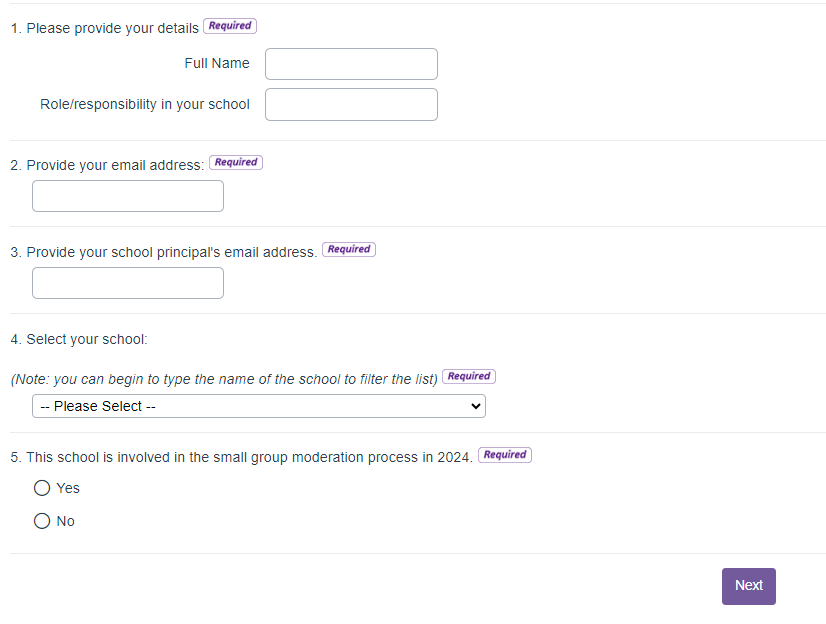 1. Please provide your details Required
Full Name
Role/responsibility in your school
2. Provide your email address: Required
3. Provide your school principal's email address. Required
4. Select your school:
(Note: you can begin to type the name of the school to filter the list) Required
-- Please Select --
5. This school is involved in the small group moderation process in 2024. Required
Yes
No
Next